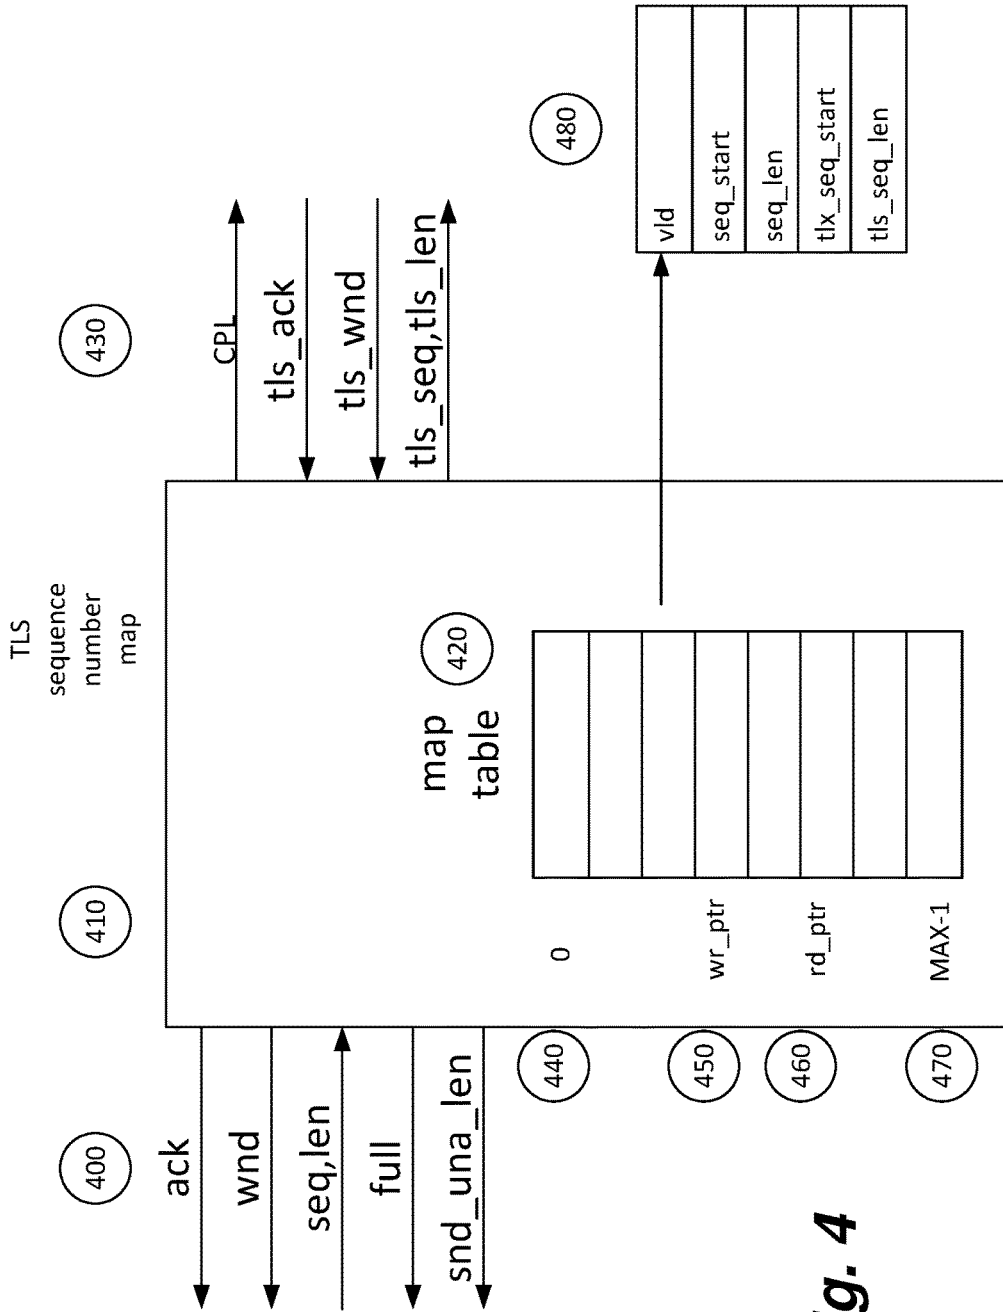 TLS
sequence
number
map
400
410
430
ack
wnd
seq,len
full
snd_una_len
CPL
tls_ack
tls_wnd
tls_seq,tls_len
map
table
420
440
0
450
wr_ptr
460
rd_ptr
470
MAX-1
480
vld
seq_start
seq_len
tlx_seq_start
tls_seq_len
g. 4